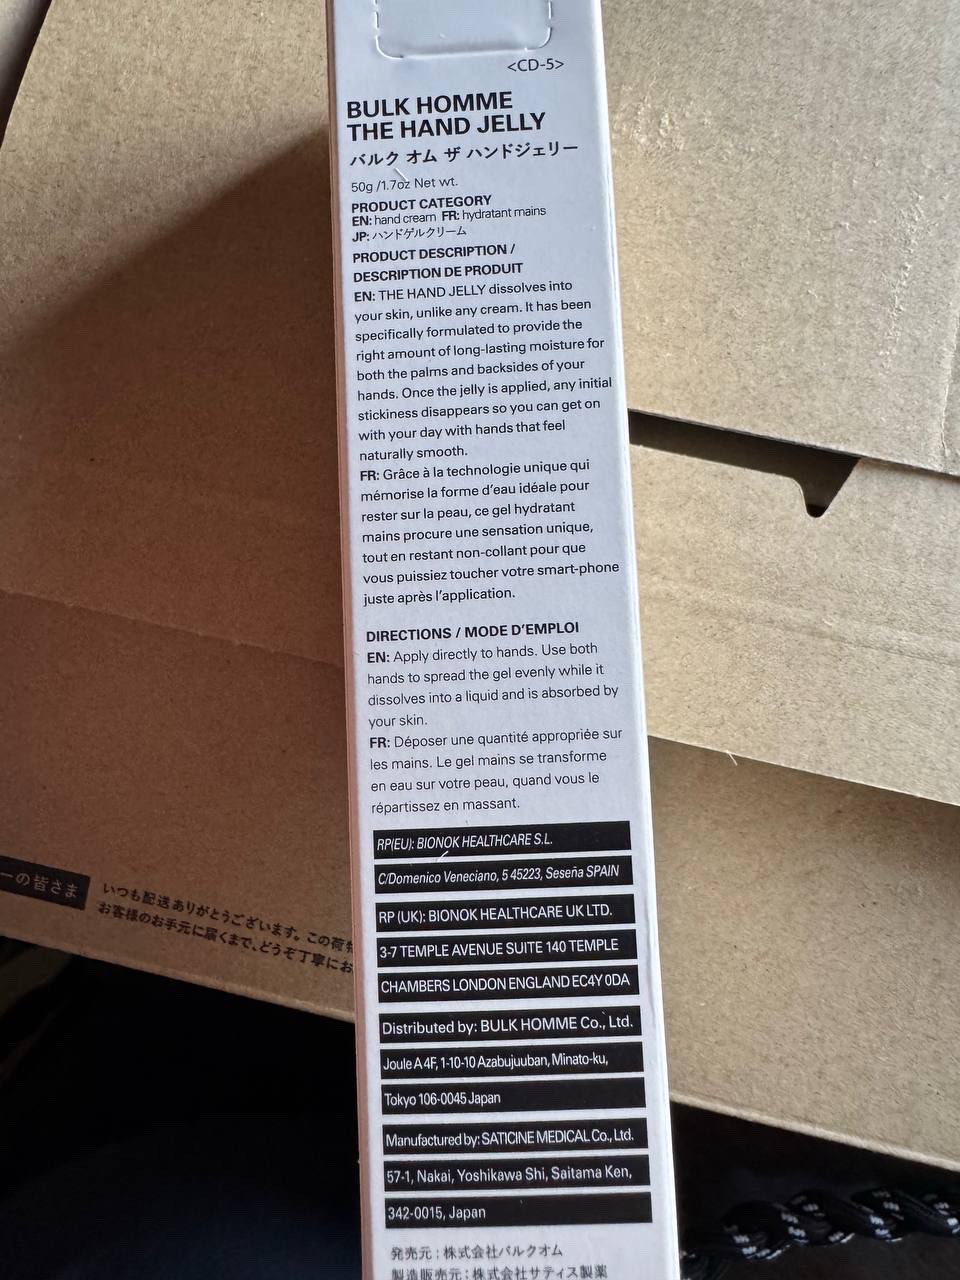 <CD-5>
BULK HOMME
THE HAND JELLY
バルク オム ザ ハンドジェリー
50g /1.7oz Net wt.
PRODUCT CATEGORY
EN: hand cream FR: hydratant mains
JP: ハンドゲルクリーム
PRODUCT DESCRIPTION /
DESCRIPTION DE PRODUIT
EN: THE HAND JELLY dissolves into
your skin, unlike any cream. It has been
specifically formulated to provide the
right amount of long-lasting moisture for
both the palms and backsides of your
hands. Once the jelly is applied, any initial
stickiness disappears so you can get on
with your day with hands that feel
naturally smooth.
FR: Grâce à la technologie unique qui
mémorise la forme d'eau idéale pour
rester sur la peau, ce gel hydratant
mains procure une sensation unique,
tout en restant non-collant pour que
vous puissiez toucher votre smart-phone
juste après l'application.
DIRECTIONS / MODE D'EMPLOI
EN: Apply directly to hands. Use both
hands to spread the gel evenly while it
dissolves into a liquid and is absorbed by
your skin.
FR: Déposer une quantité appropriée sur
les mains. Le gel mains se transforme
en eau sur votre peau, quand vous le
répartissez en massant.
RP(EU): BIONOK HEALTHCARE S.L.
C/Domenico Veneciano, 5 45223, Seseña SPAIN
RP (UK): BIONOK HEALTHCARE UK LTD.
3-7 TEMPLE AVENUE SUITE 140 TEMPLE
CHAMBERS LONDON ENGLAND EC4Y 0DA
Distributed by: BULK HOMME Co., Ltd.
Joule A 4F, 1-10-10 Azabujuuban, Minato-ku,
Tokyo 106-0045 Japan
Manufactured by: SATICINE MEDICAL Co., Ltd.
57-1, Nakai, Yoshikawa Shi, Saitama Ken,
342-0015, Japan
発売元：株式会社バルクオム
製造販売元：株式会社サティス製薬
ーの皆さま
いつも配送ありがとうございます。この荷物
お客様のお手元に届くまで、どうぞ丁寧にお